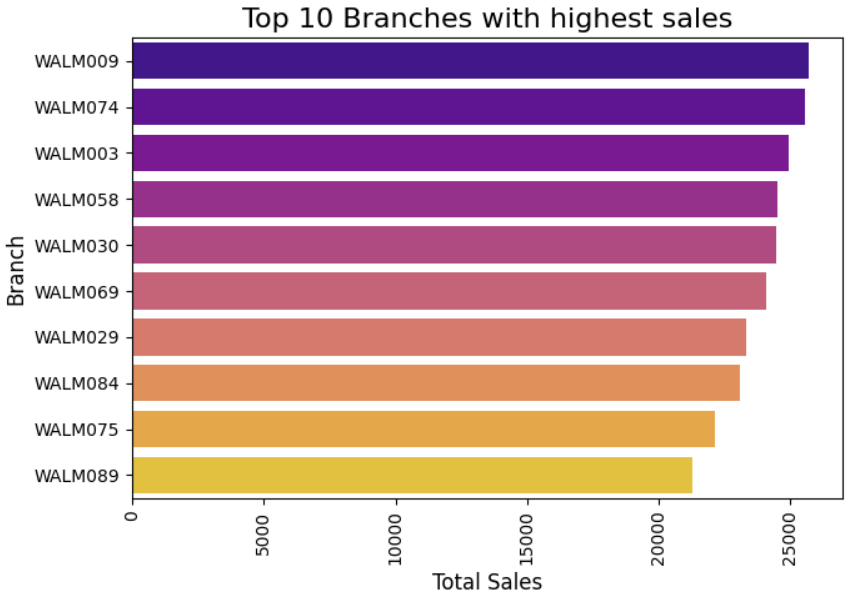 Top 10 Branches with highest sales
WALM009
WALM074
WALM003
WALM058
WALM030
WALM069
WALM029
WALM084
WALM075
WALM089
Branch
0
5000
10000
15000
20000
25000
Total Sales